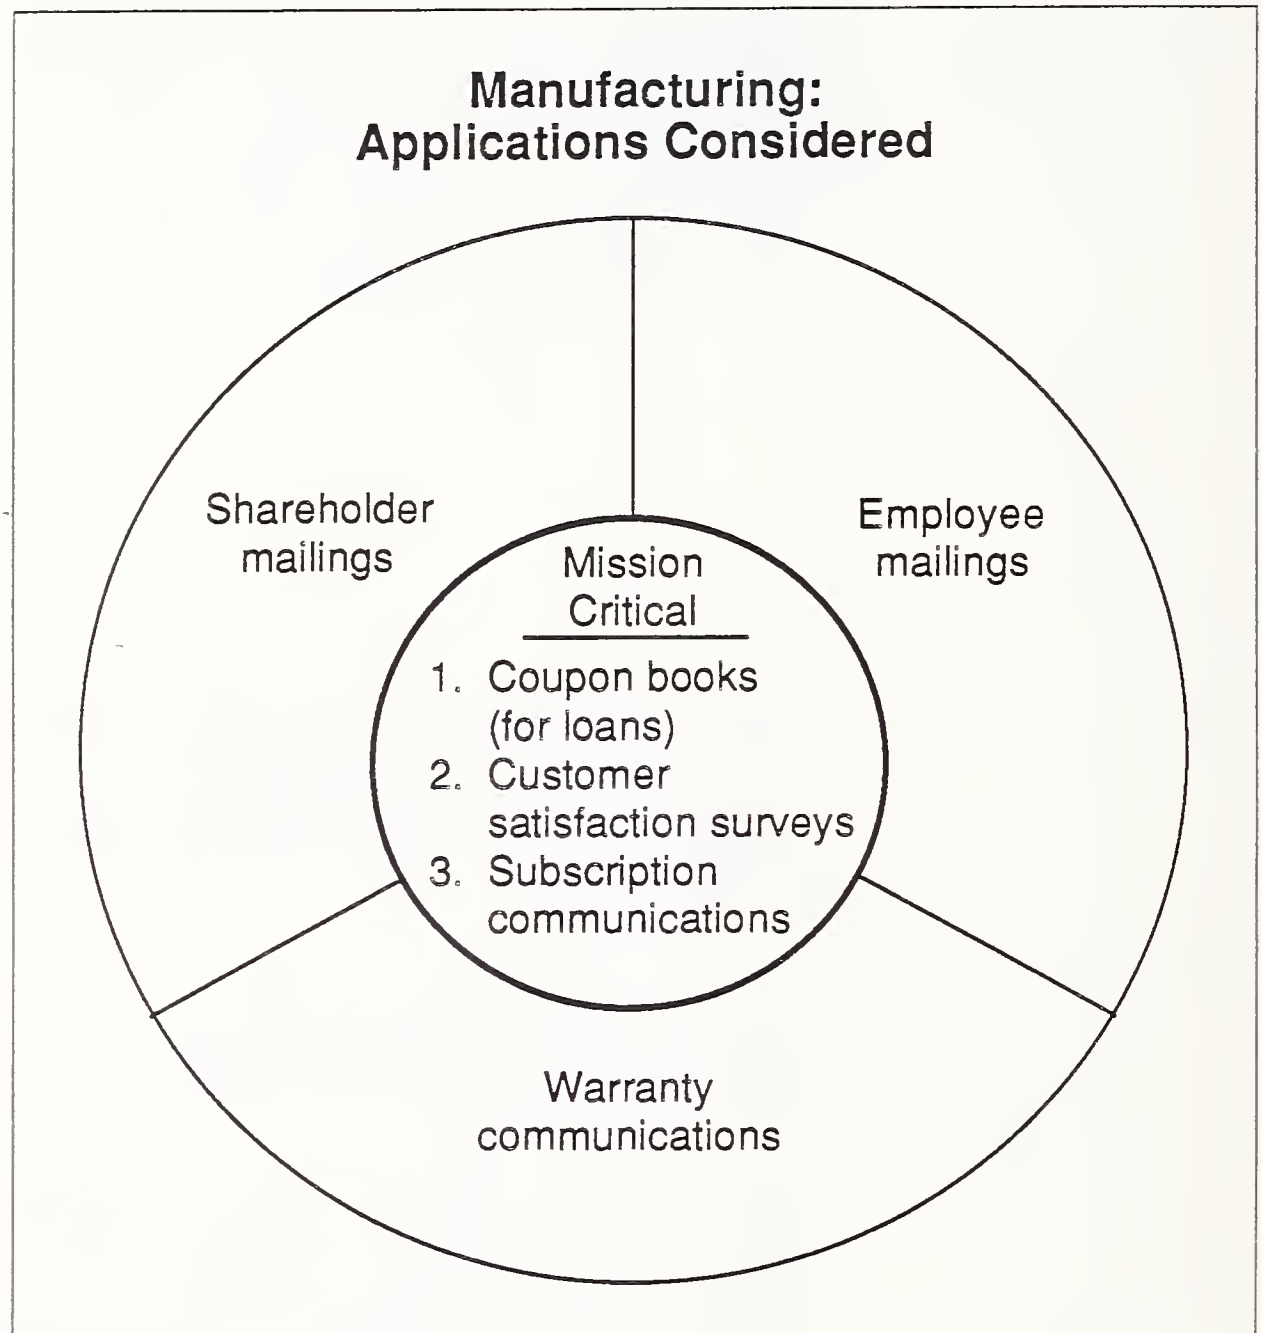 Manufacturing:
Applications Considered
Shareholder
mailings
Employee
mailings
Mission
Critical
1. Coupon books
(for loans)
2. Customer
satisfaction surveys
3. Subscription
communications
Warranty
communications